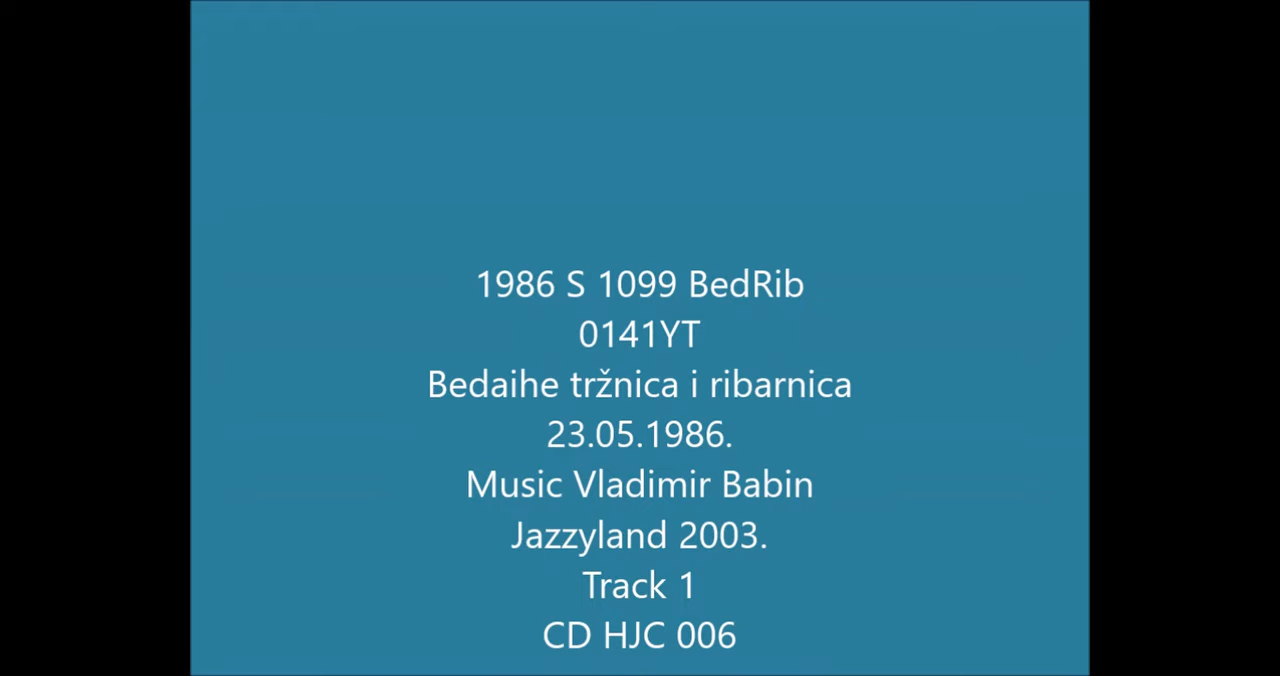 1986 S 1099 BedRib
0141YT
Bedaihe tržnica i ribarnica
23.05.1986.
Music Vladimir Babin
Jazzyland 2003.
Track 1
CD HJC 006